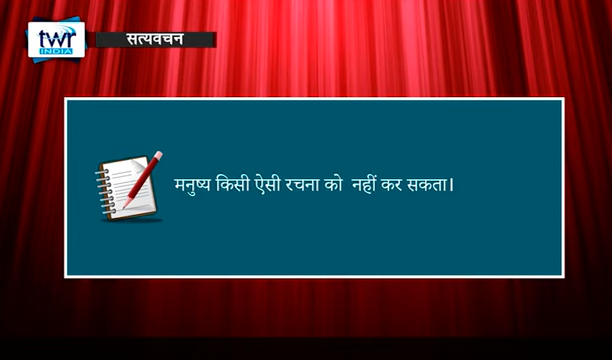 twr
INDIA
सत्यवचन
मनुष्य किसी ऐसी रचना को नहीं कर सकता।